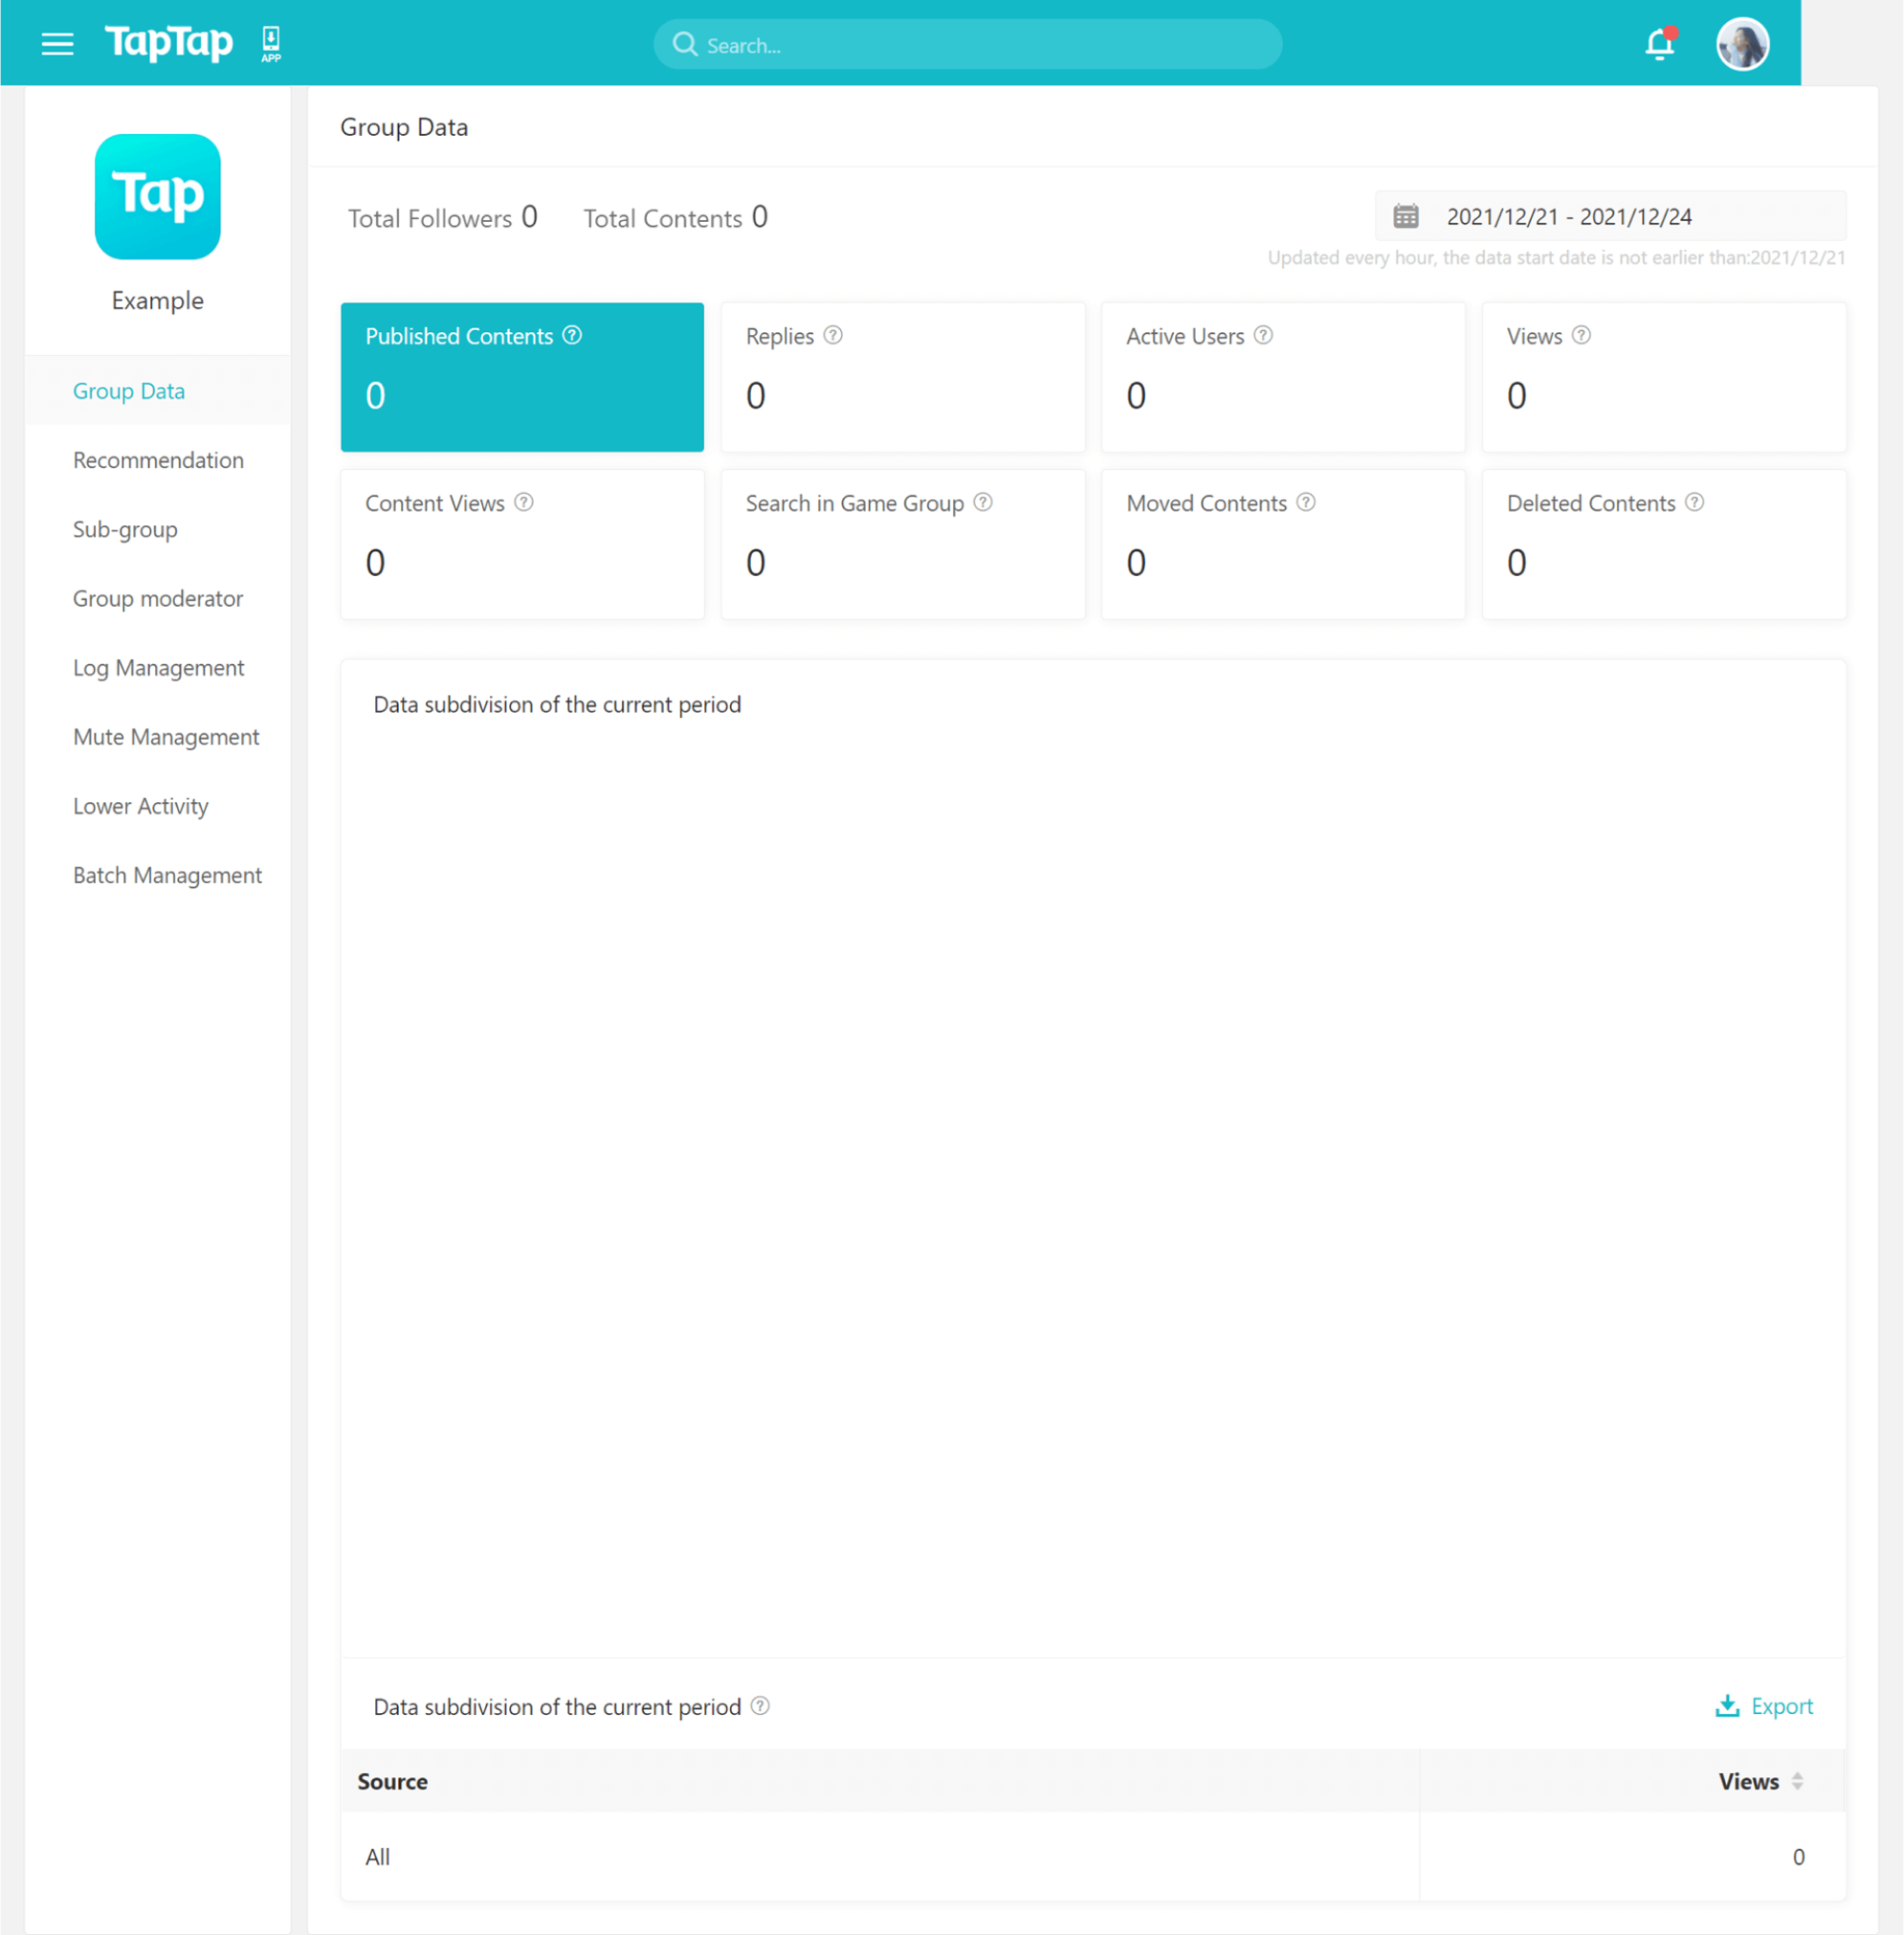 TapTap
APP
Search...
Tap
Example
Group Data
Recommendation
Sub-group
Group moderator
Log Management
Mute Management
Lower Activity
Batch Management
Group Data
Total Followers 0 Total Contents 0
2021/12/21 - 2021/12/24
Updated every hour, the data start date is not earlier than:2021/12/21
Published Contents ?
0
Replies ?
0
Active Users ?
0
Views ?
0
Content Views ?
0
Search in Game Group ?
0
Moved Contents ?
0
Deleted Contents ?
0
Data subdivision of the current period
Data subdivision of the current period ?
Export
Source Views
All 0